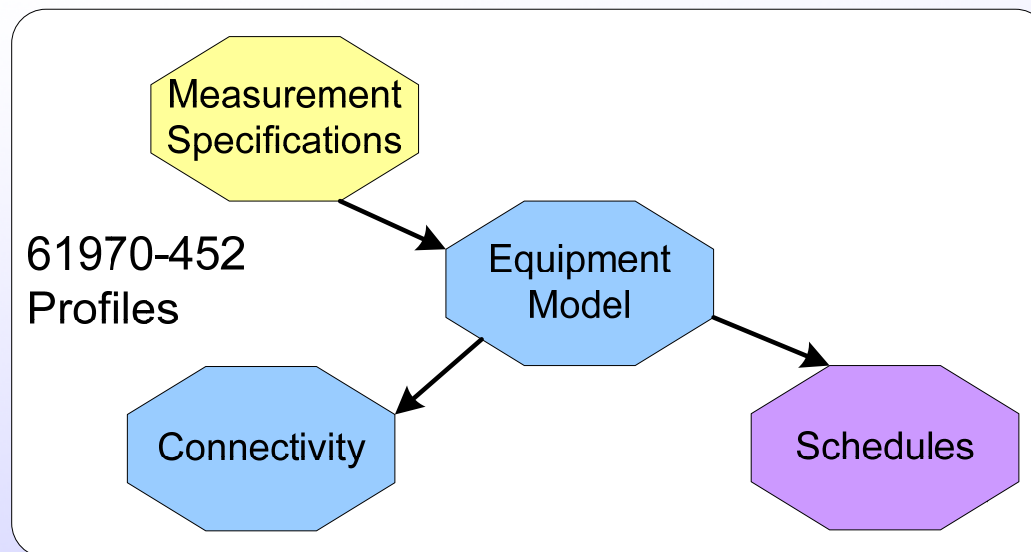 Measurement
Specifications
61970-452
Profiles
Equipment
Model
Connectivity
Schedules